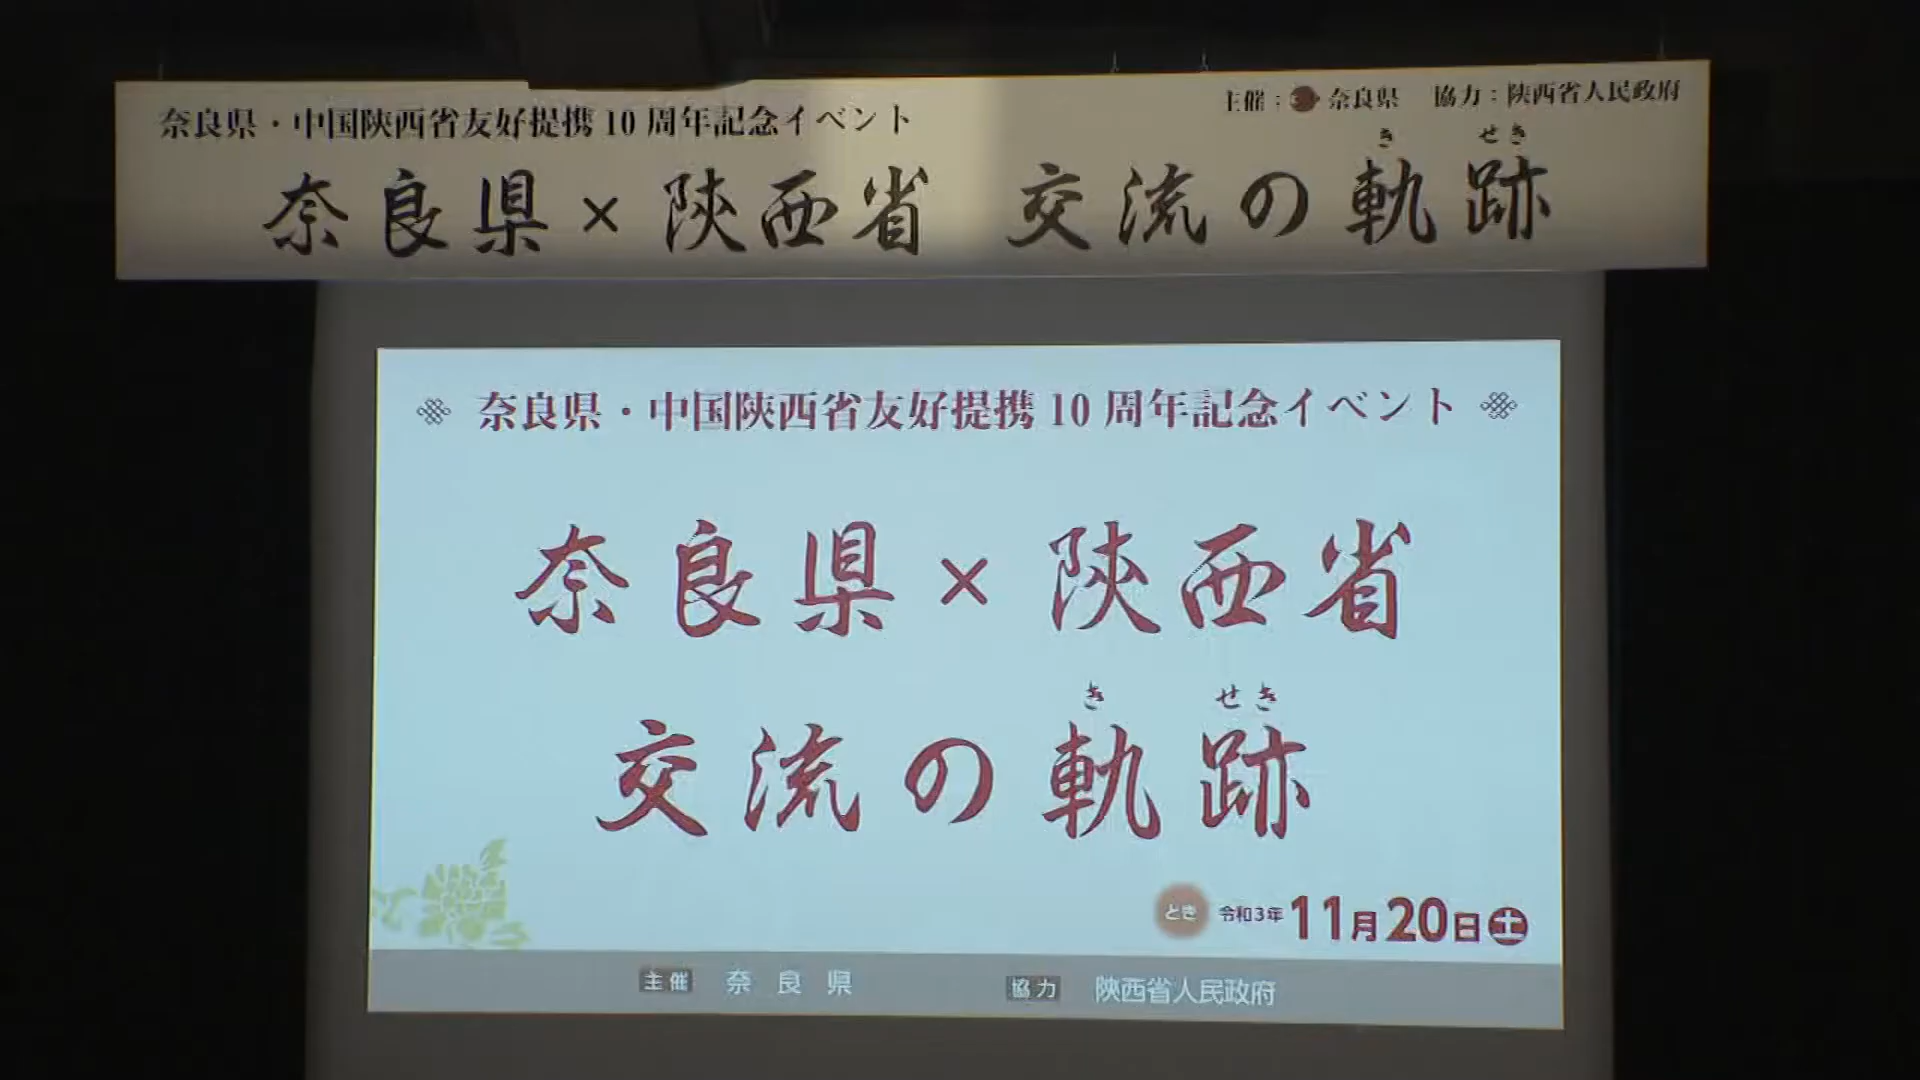 奈良県・中国陝西省友好提携10周年記念イベント
主催：奈良県　協力：陝西省人民政府
き　せき
奈良県×陝西省　交流の軌跡
奈良県・中国陝西省友好提携10周年記念イベント
奈良県×陝西省
き　せき
交流の軌跡
とき 令和3年 11月20日土
主催 奈良県　協力 陝西省人民政府